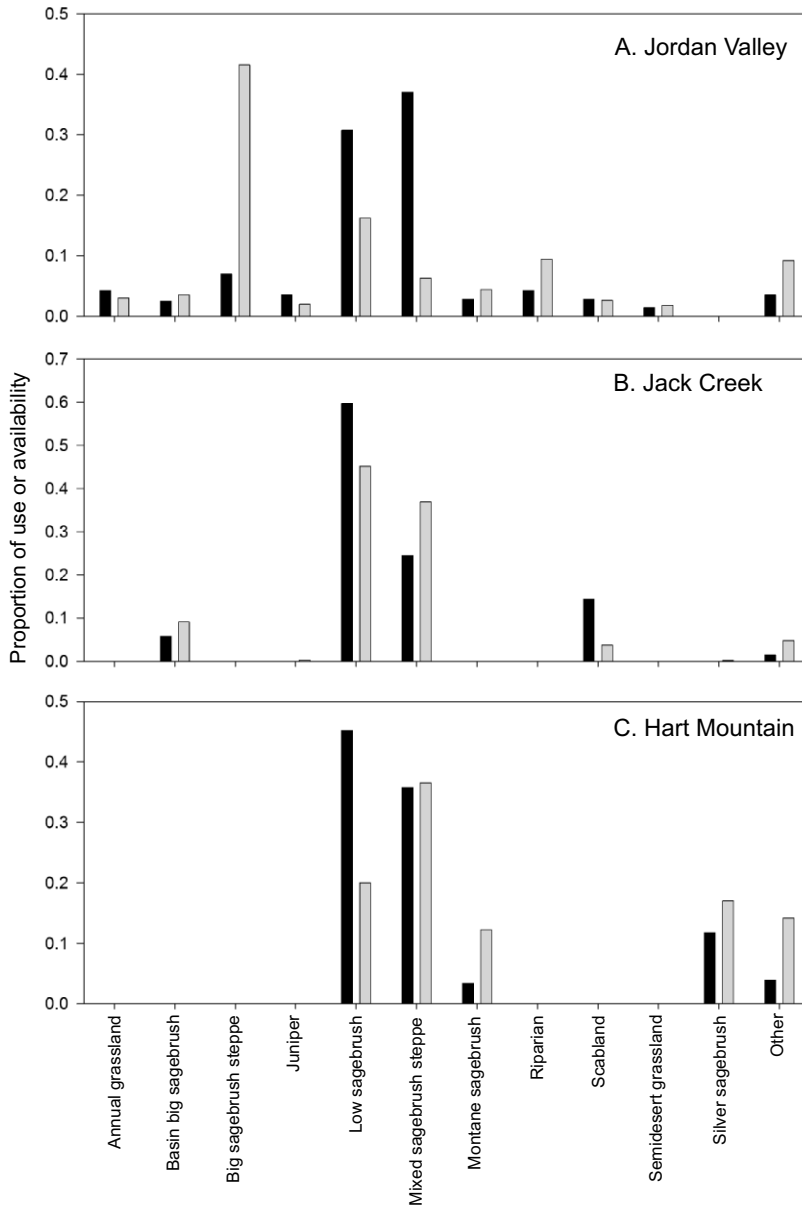 Proportion of use or availability
A. Jordan Valley
0.5
0.4
0.3
0.2
0.1
0.0
B. Jack Creek
0.7
0.6
0.5
0.4
0.3
0.2
0.1
0.0
C. Hart Mountain
0.5
0.4
0.3
0.2
0.1
0.0
Annual grassland
Basin big sagebrush
Big sagebrush steppe
Juniper
Low sagebrush
Mixed sagebrush steppe
Montane sagebrush
Riparian
Scabland
Semidesert grassland
Silver sagebrush
Other